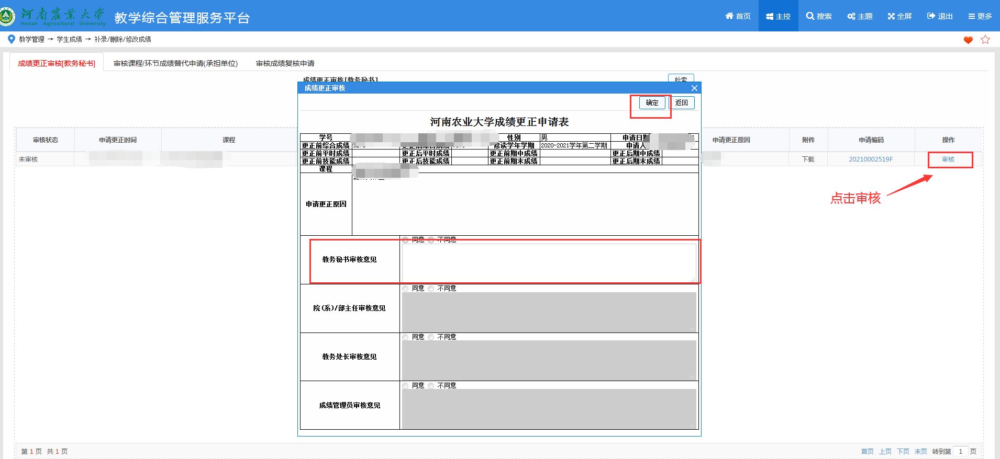 河南农业大学 教学综合管理服务平台 首页 主控 搜索 主题 全屏 退出 更多
Henan Agricultural University
教学管理 → 学生成绩 → 补录/删除/修改成绩
成绩更正审核[教务秘书] 审核课程/环节成绩替代申请(承担单位) 审核成绩复核申请
成绩更正审核[教务秘书] 检索
成绩更正审核
确定 返回
河南农业大学成绩更正申请表
学号 性别 男 申请日期
更正前综合成绩 更正后综合成绩 修读学年学期 2020-2021学年第二学期 申请人
更正前平时成绩 更正后平时成绩 更正前期中成绩 更正后期中成绩
更正前技能成绩 更正后技能成绩 更正前期末成绩 更正后期末成绩
课程
申请更正原因
同意 不同意
教务秘书审核意见
同意 不同意
院(系)/部主任审核意见
同意 不同意
教务处长审核意见
同意 不同意
成绩管理员审核意见
审核状态 申请更正时间 课程 申请更正原因 附件 申请编码 操作
未审核 下载 20210002519F 审核
点击审核
第 1 页 共 1 页 首页 上页 下页 末页 转到第 1 页